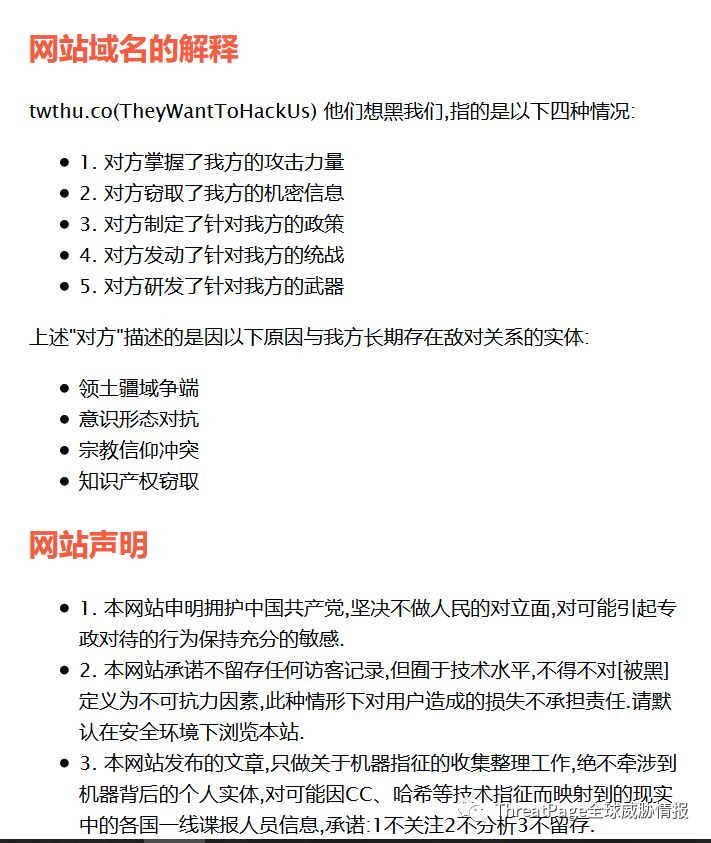 网站域名的解释
twthu.co(TheyWantToHackUs) 他们想黑我们,指的是以下四种情况:
1. 对方掌握了我方的攻击力量
2. 对方窃取了我方的机密信息
3. 对方制定了针对我方的政策
4. 对方发动了针对我方的统战
5. 对方研发了针对我方的武器
上述"对方"描述的是因以下原因与我方长期存在敌对关系的实体:
领土疆域争端
意识形态对抗
宗教信仰冲突
知识产权窃取
网站声明
1. 本网站申明拥护中国共产党,坚决不做人民的对立面,对可能引起专
政对待的行为保持充分的敏感.
2. 本网站承诺不留存任何访客记录,但囿于技术水平,不得不对[被黑]
定义为不可抗力因素,此种情形下对用户造成的损失不承担责任.请默
认在安全环境下浏览本站.
3. 本网站发布的文章,只做关于机器指征的收集整理工作,绝不牵涉到
机器背后的个人实体,对可能因CC、哈希等技术指征而映射到的现实
中的各国一线谍报人员信息,承诺:1不关注2不分析3不留存.
ThreatPage全球威胁情报